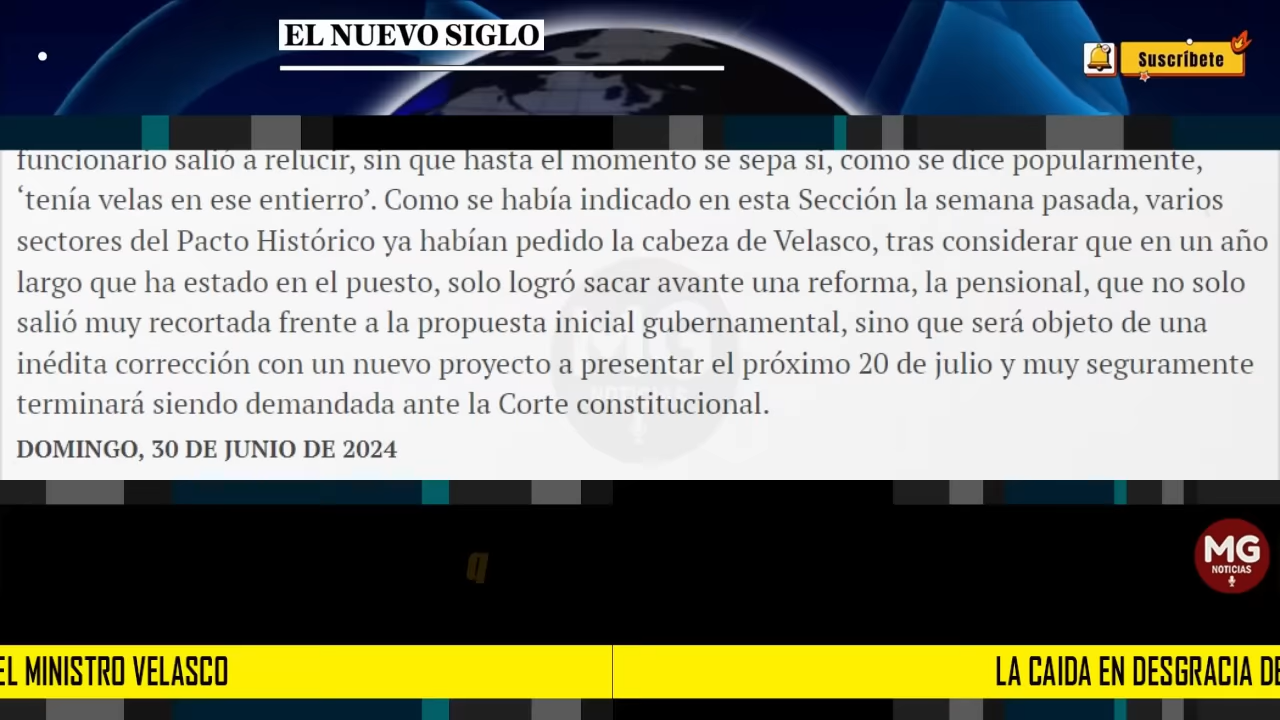 EL NUEVO SIGLO
Suscríbete
funcionario salió a relucir, sin que hasta el momento se sepa si, como se dice popularmente,
‘tenía velas en ese entierro’. Como se había indicado en esta Sección la semana pasada, varios
sectores del Pacto Histórico ya habían pedido la cabeza de Velasco, tras considerar que en un año
largo que ha estado en el puesto, solo logró sacar avante una reforma, la pensional, que no solo
salió muy recortada frente a la propuesta inicial gubernamental, sino que será objeto de una
inédita corrección con un nuevo proyecto a presentar el próximo 20 de julio y muy seguramente
terminará siendo demandada ante la Corte constitucional.
DOMINGO, 30 DE JUNIO DE 2024
q
MG
NOTICIAS
EL MINISTRO VELASCO
LA CAIDA EN DESGRACIA DE